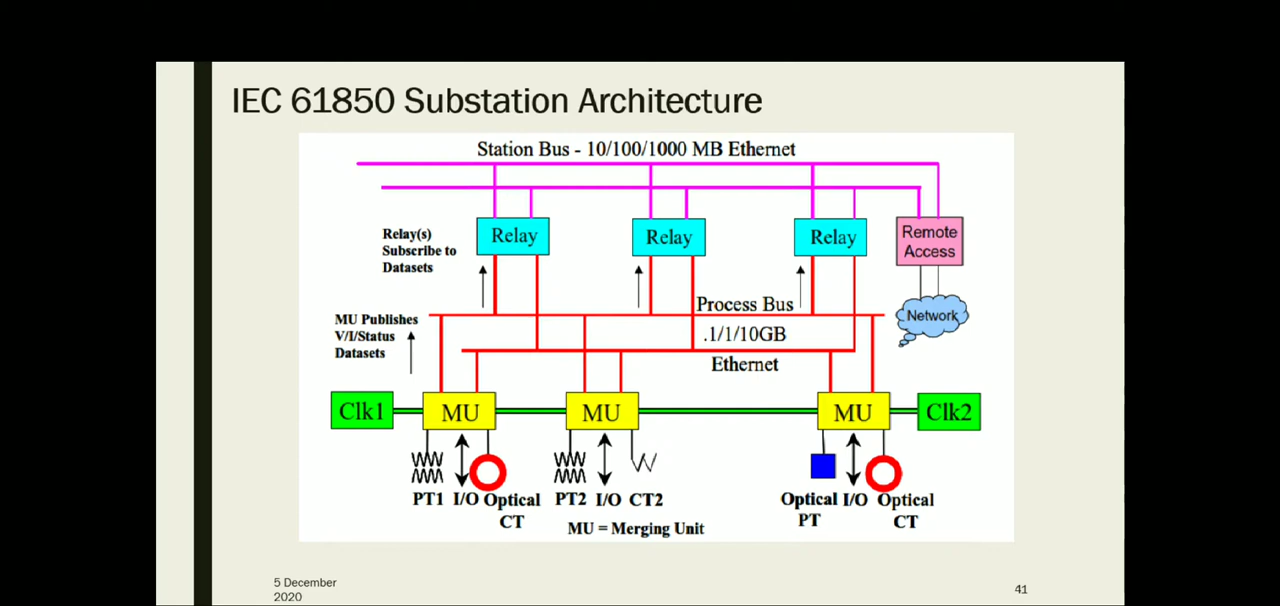 IEC 61850 Substation Architecture
Station Bus - 10/100/1000 MB Ethernet
Relay(s)
Subscribe to
Datasets
Relay
Relay
Relay
Remote
Access
Process Bus
.1/1/10GB
Ethernet
Network
MU Publishes
V/I/Status
Datasets
Clk1
MU
MU
MU
Clk2
PT1
I/O
Optical
CT
PT2
I/O
CT2
Optical
PT
I/O
Optical
CT
MU = Merging Unit
5 December
2020
41